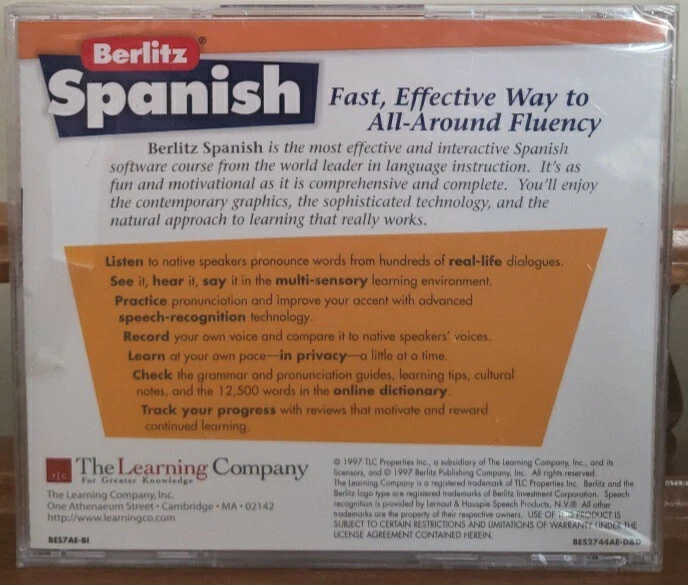 Berlitz®
Spanish
Fast, Effective Way to
All-Around Fluency
Berlitz Spanish is the most effective and interactive Spanish
software course from the world leader in language instruction. It's as
fun and motivational as it is comprehensive and complete. You'll enjoy
the contemporary graphics, the sophisticated technology, and the
natural approach to learning that really works.
Listen to native speakers pronounce words from hundreds of real-life dialogues.
See it, hear it, say it in the multi-sensory learning environment.
Practice pronunciation and improve your accent with advanced
speech-recognition technology.
Record your own voice and compare it to native speakers' voices.
Learn at your own pace—in privacy—a little at a time.
Check the grammar and pronunciation guides, learning tips, cultural
notes, and the 12,500 words in the online dictionary.
Track your progress with reviews that motivate and reward
continued learning.
TLC
The Learning Company
For Greater Knowledge
The Learning Company, Inc.
One Athenaeum Street • Cambridge • MA • 02142
http://www.learningco.com
BES7AE-BI
© 1997 TLC Properties Inc., a subsidiary of The Learning Company, Inc., and its
licensors, and © 1997 Berlitz Publishing Company, Inc. All rights reserved.
The Learning Company is a registered trademark of TLC Properties Inc. Berlitz and the
Berlitz logo type are registered trademarks of Berlitz Investment Corporation. Speech
recognition is provided by Lernout & Hauspie Speech Products, N.V.® All other
trademarks are the property of their respective owners. USE OF THIS PRODUCT IS
SUBJECT TO CERTAIN RESTRICTIONS AND LIMITATIONS OF WARRANTY UNDER THE
LICENSE AGREEMENT CONTAINED HEREIN.
BES2744AE-D&D